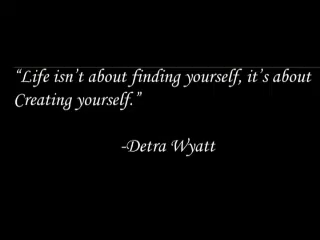 “Life isn’t about finding yourself, it’s about
Creating yourself.”
-Detra Wyatt